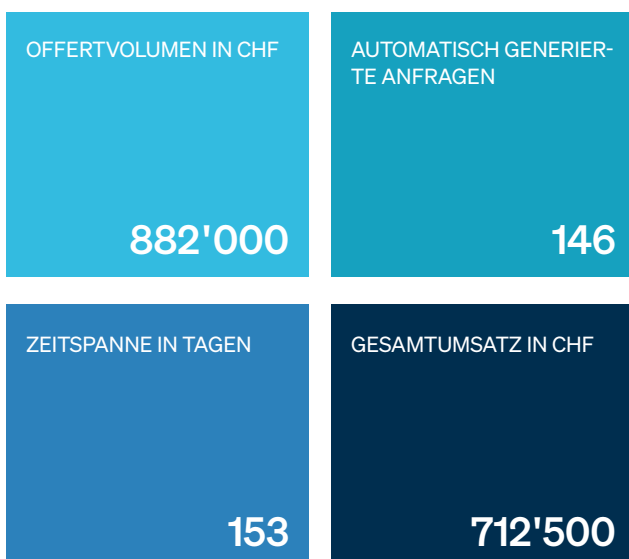 OFFERTVOLUMEN IN CHF
882'000
AUTOMATISCH GENERIER-
TE ANFRAGEN
146
ZEITSPANNE IN TAGEN
153
GESAMTUMSATZ IN CHF
712'500